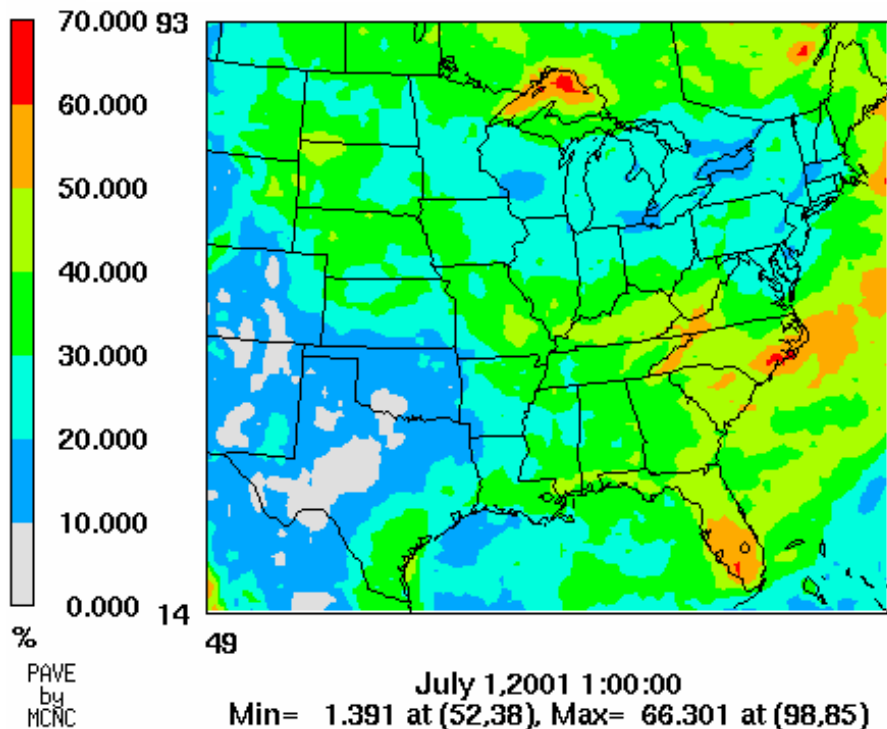 70.000
60.000
50.000
40.000
30.000
20.000
10.000
0.000
%
93
14
49
PAVE
by
MCNC
July 1,2001 1:00:00
Min= 1.391 at (52,38), Max= 66.301 at (98,85)